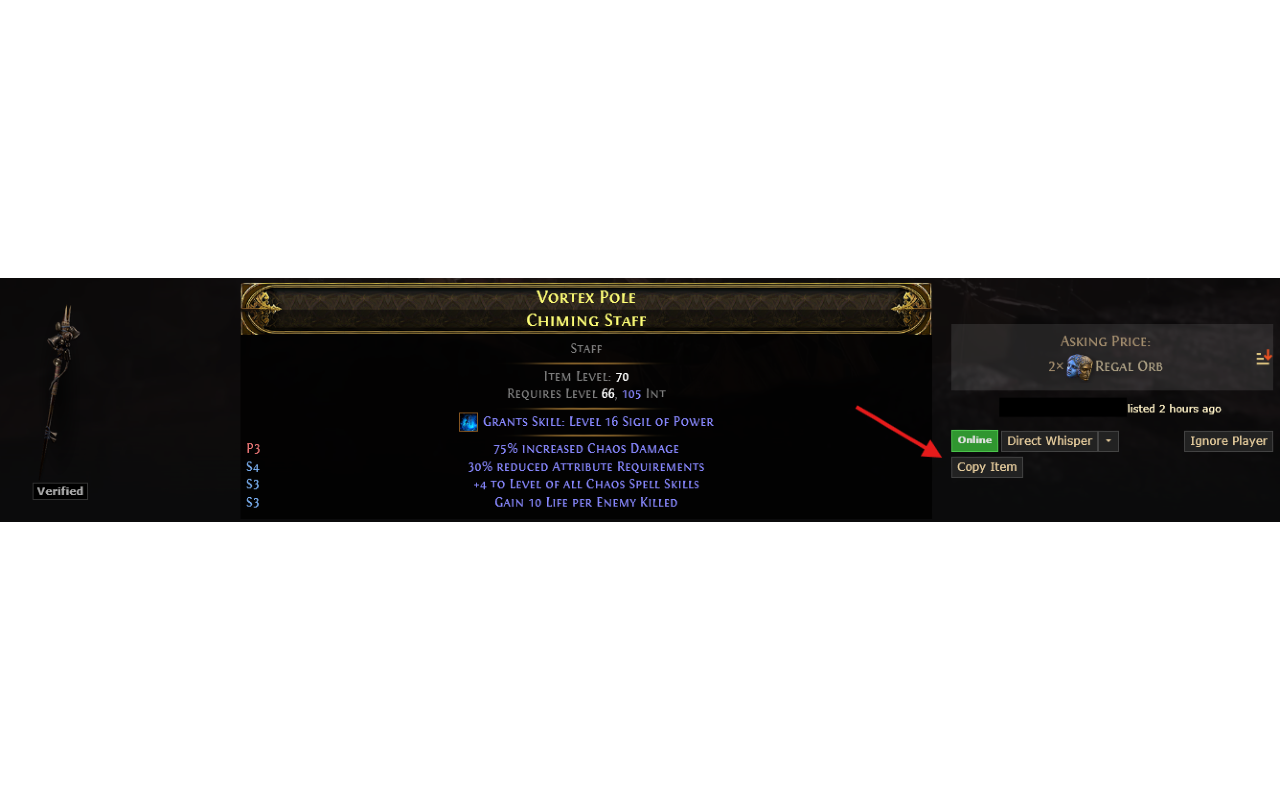 Vortex Pole
Chiming Staff
Staff
Item Level: 70
Requires Level 66, 105 Int
Grants Skill: Level 16 Sigil of Power
P3 75% increased Chaos Damage
S4 30% reduced Attribute Requirements
S3 +4 to Level of all Chaos Spell Skills
S3 Gain 10 Life per Enemy Killed
Verified
Asking Price:
2× Regal Orb
listed 2 hours ago
Online Direct Whisper Ignore Player
Copy Item